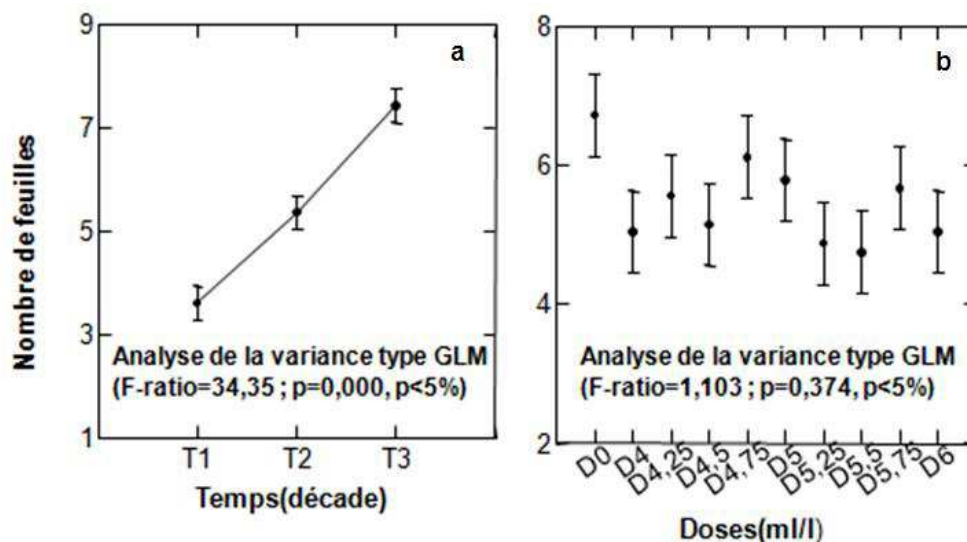 a
Nombre de feuilles
9
7
5
3
1
Analyse de la variance type GLM
(F-ratio=34,35 ; p=0,000, p<5%)
T1 T2 T3
Temps(décade)
b
8
6
4
2
Analyse de la variance type GLM
(F-ratio=1,103 ; p=0,374, p<5%)
D0 D4 D4,25 D4,5 D4,75 D5 D5,25 D5,5 D5,75 D6
Doses(ml/l)